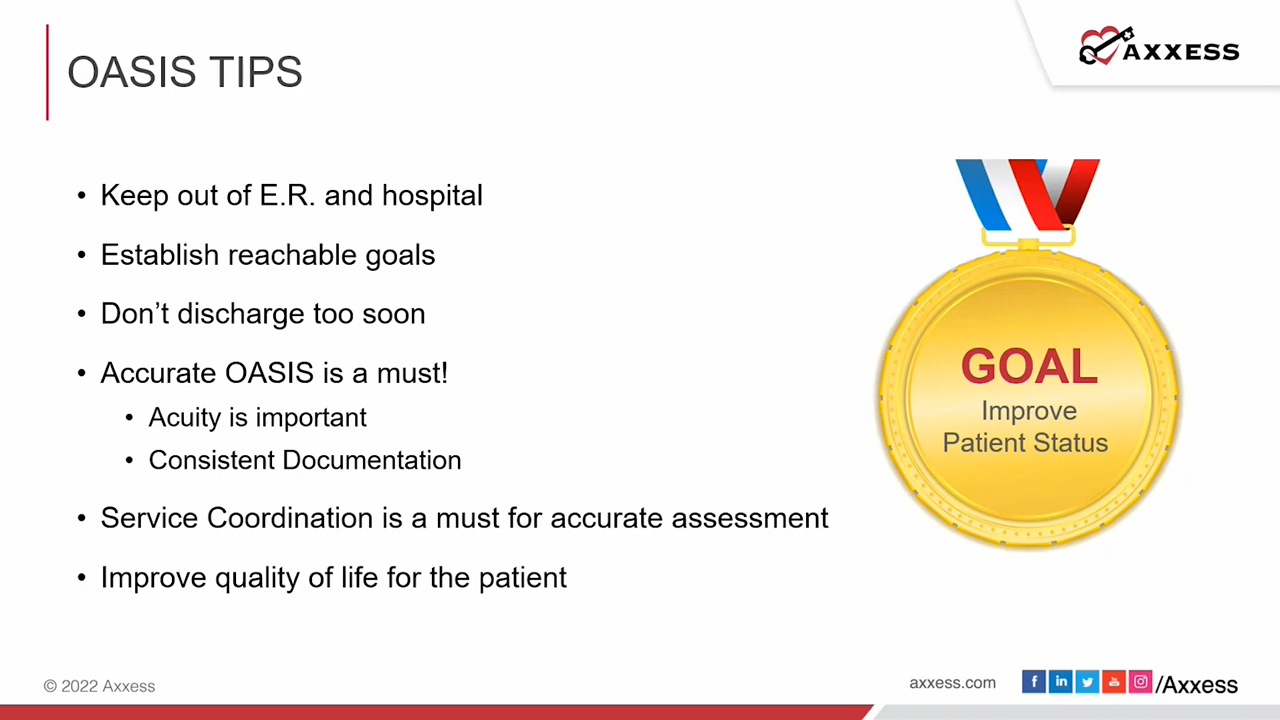 OASIS TIPS
AXXESS
• Keep out of E.R. and hospital
• Establish reachable goals
• Don’t discharge too soon
• Accurate OASIS is a must!
• Acuity is important
• Consistent Documentation
• Service Coordination is a must for accurate assessment
• Improve quality of life for the patient
GOAL
Improve
Patient Status
© 2022 Axxess
axxess.com
/Axxess